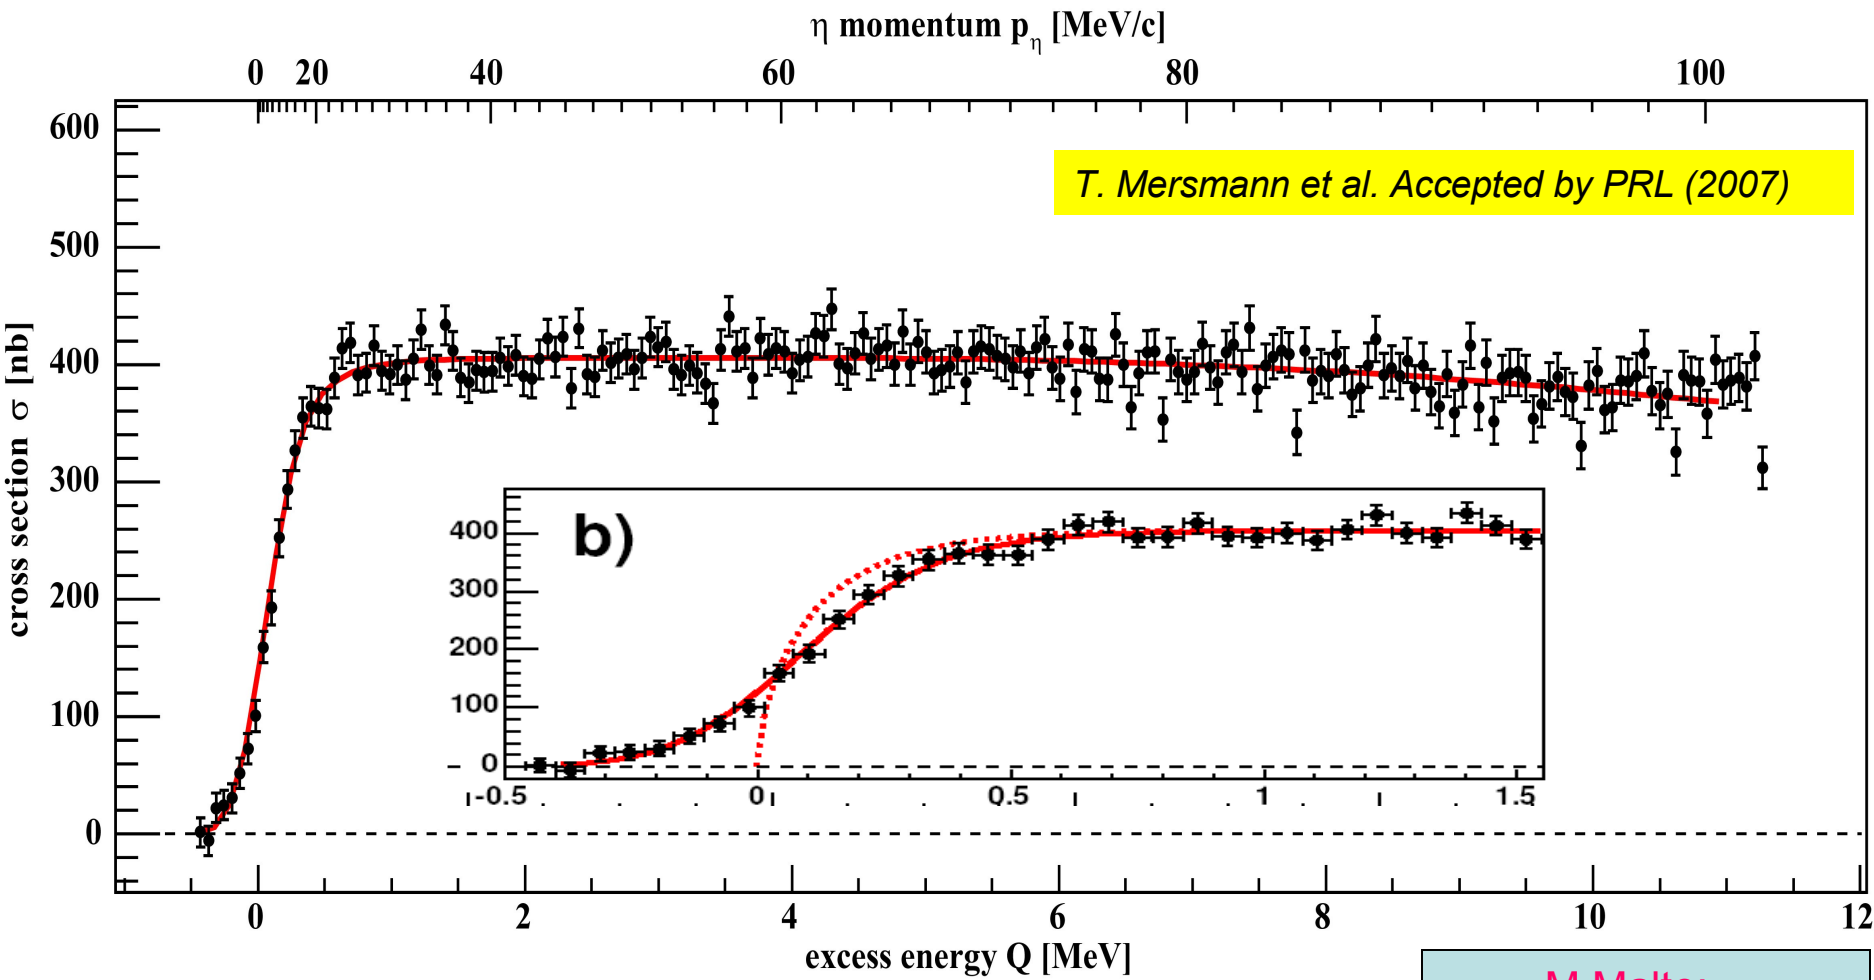 η momentum pη [MeV/c]
0 20 40 60 80 100
600
T. Mersmann et al. Accepted by PRL (2007)
500
400
300
200
100
0
cross section σ [nb]
b)
400
300
200
100
0
-0.5 0 0.5 1 1.5
0 2 4 6 8 10 12
excess energy Q [MeV]